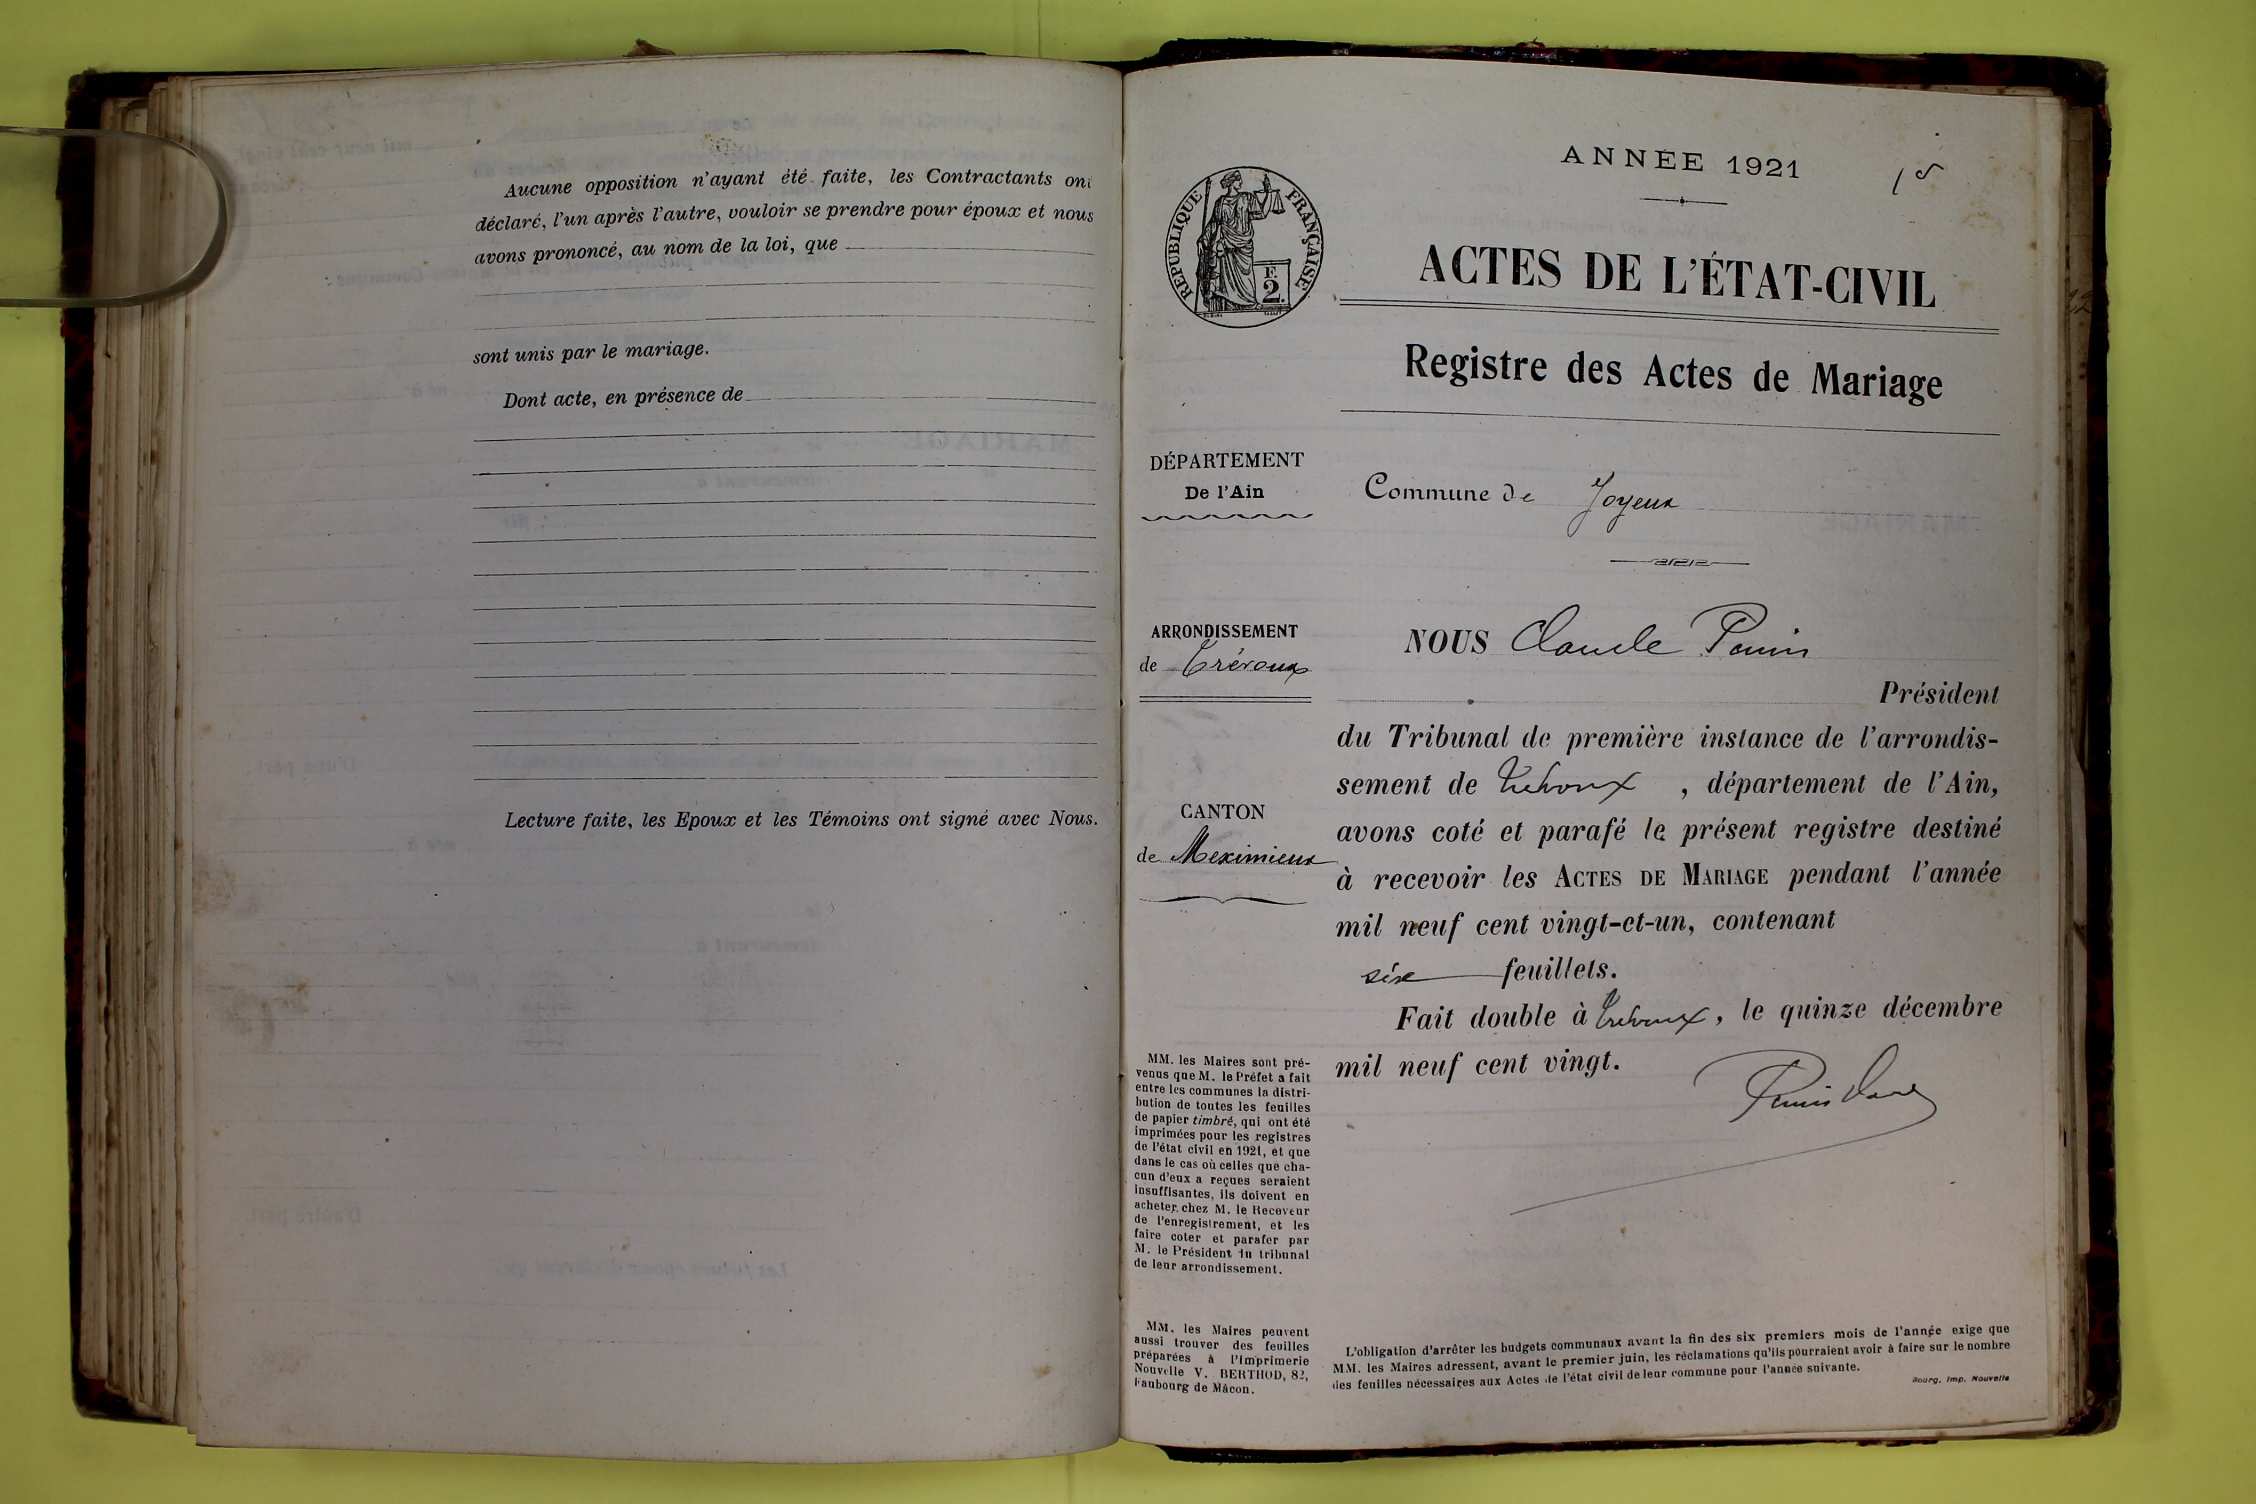 Aucune opposition n'ayant été faite, les Contractants ont
déclaré, l'un après l'autre, vouloir se prendre pour époux et nous
avons prononcé, au nom de la loi, que
sont unis par le mariage.
Dont acte, en présence de
Lecture faite, les Epoux et les Témoins ont signé avec Nous.
ANNÉE 1921
RÉPUBLIQUE FRANÇAISE
F.
2.
ACTES DE L'ÉTAT-CIVIL
Registre des Actes de Mariage
DÉPARTEMENT
De l'Ain
Commune de Joyeux
ARRONDISSEMENT
de Trévoux
CANTON
de Meximieux
NOUS Claude
Président
du Tribunal de première instance de l'arrondis-
sement de Trévoux, département de l'Ain,
avons coté et parafé le présent registre destiné
à recevoir les ACTES DE MARIAGE pendant l'année
mil neuf cent vingt-et-un, contenant
six feuillets.
Fait double à Trévoux, le quinze décembre
mil neuf cent vingt.
MM. les Maires sont pré-
venus que M. le Préfet a fait
entre les communes la distri-
bution de toutes les feuilles
de papier timbré, qui ont été
imprimées pour les registres
de l'état civil en 1921, et que
dans le cas où celles que cha-
cun d'eux a reçues seraient
insuffisantes, ils doivent en
acheter chez M. le Receveur
de l'enregistrement, et les
faire coter et parafer par
M. le Président du tribunal
de leur arrondissement.
MM. les Maires peuvent
aussi trouver des feuilles
préparées à l'Imprimerie
Nouvelle V. BERTHOD, 82,
Faubourg de Mâcon.
L'obligation d'arrêter les budgets communaux avant la fin des six premiers mois de l'année exige que
MM. les Maires adressent, avant le premier juin, les réclamations qu'ils pourraient avoir à faire sur le nombre
des feuilles nécessaires aux Actes de l'état civil de leur commune pour l'année suivante.
Bourg, Imp. Nouvelle